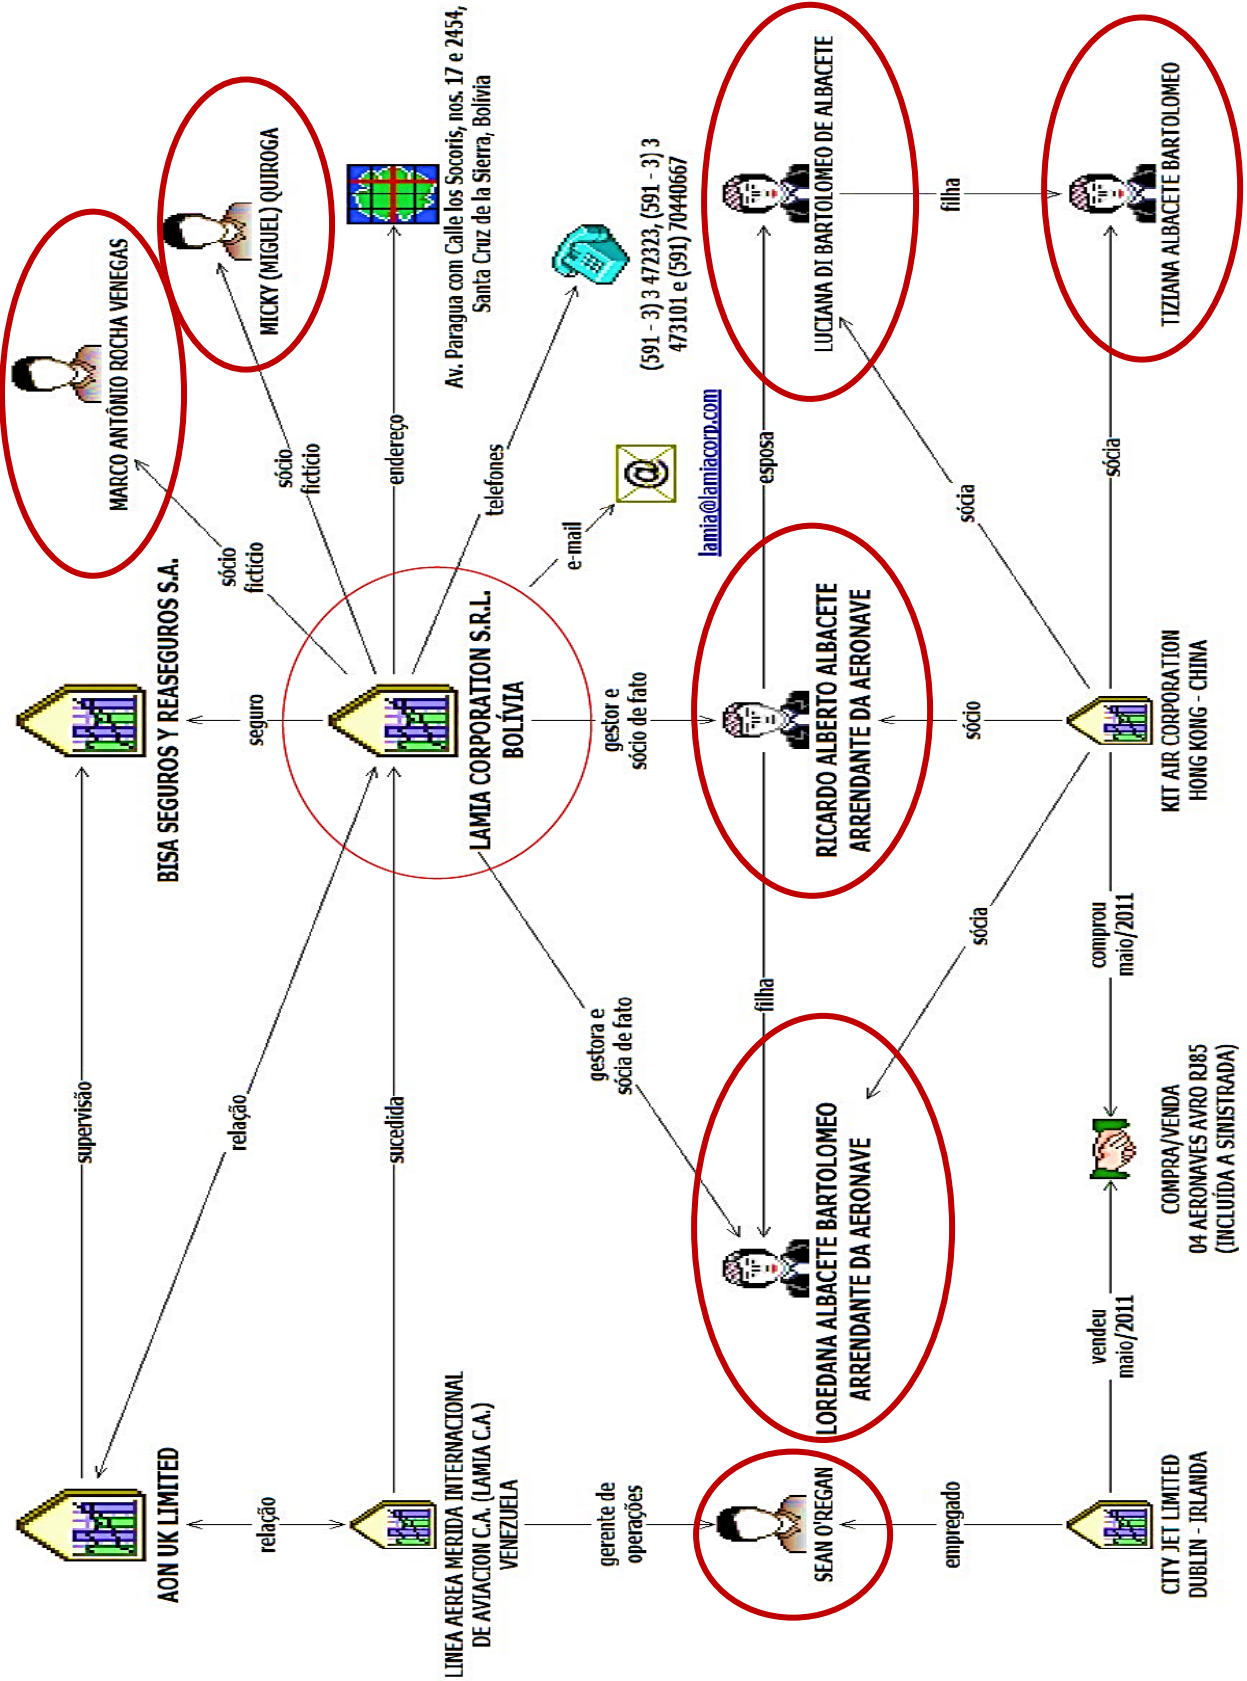 AON UK LIMITED
supervisão
BISA SEGUROS Y REASEGUROS S.A.
MARCO ANTÔNIO ROCHA VENEGAS
relação
relação
seguro
sócio
fictício
sócio
fictício
MICKY (MIGUEL) QUIROGA
LINEA AEREA MERIDA INTERNACIONAL
DE AVIACION C.A. (LAMIA C.A.)
VENEZUELA
sucedida
LAMIA CORPORATION S.R.L.
BOLÍVIA
endereço
Av. Paragua con Calle los Socoris, nos. 17 e 2454,
Santa Cruz de la Sierra, Bolivia
telefones
(591 - 3) 3 472323, (591 - 3) 3
473101 e (591) 70440667
e-mail
lamia@lamiacorp.com
gerente de
operações
gestora e
sócia de fato
gestor e
sócio de fato
SEAN O'REGAN
LOREDANA ALBACETE BARTOLOMEO
ARRENDANTE DA AERONAVE
filha
RICARDO ALBERTO ALBACETE
ARRENDANTE DA AERONAVE
esposa
LUCIANA DI BARTOLOMEO DE ALBACETE
empregado
sócia
sócio
sócia
filha
CITY JET LIMITED
DUBLIN - IRLANDA
vendeu
maio/2011
COMPRA/VENDA
04 AERONAVES AVRO RJ85
(INCLUÍDA A SINISTRADA)
comprou
maio/2011
KIT AIR CORPORATION
HONG KONG - CHINA
sócia
TIZIANA ALBACETE BARTOLOMEO